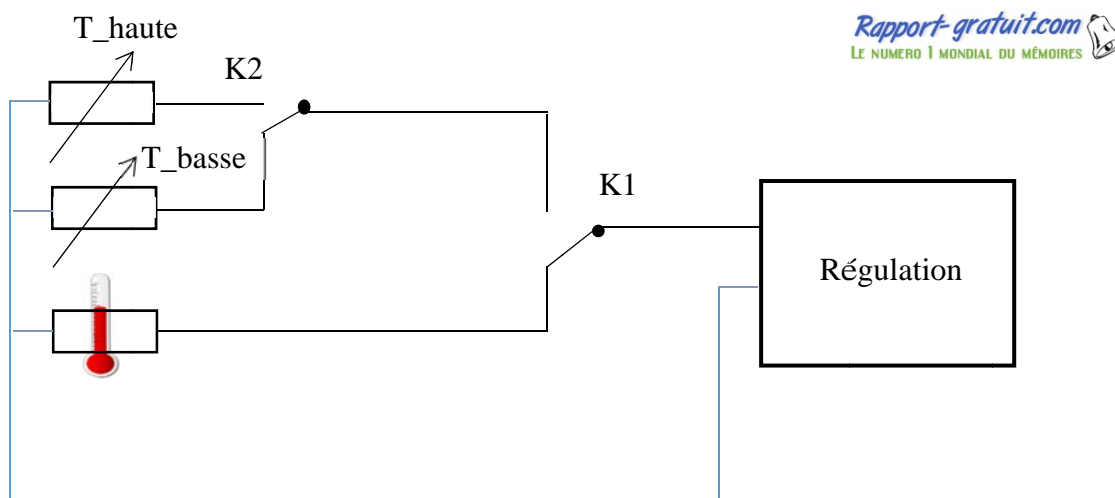 T_haute
Rapport-gratuit.com
LE NUMERO 1 MONDIAL DU MÉMOIRES
K2
T_basse
K1
Régulation